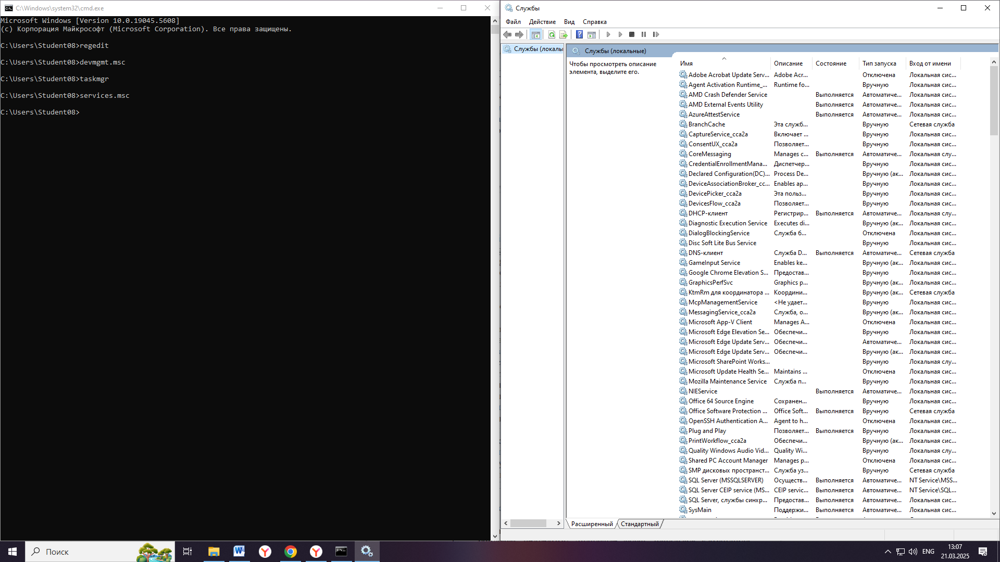 C:\Windows\system32\cmd.exe
Microsoft Windows [Version 10.0.19045.5608]
(c) Корпорация Майкрософт (Microsoft Corporation). Все права защищены.
C:\Users\Student08>regedit
C:\Users\Student08>devmgmt.msc
C:\Users\Student08>taskmgr
C:\Users\Student08>services.msc
C:\Users\Student08>
Службы
Файл Действие Вид Справка
Службы (локалы
Службы (локальные)
Чтобы просмотреть описание
элемента, выделите его.
Имя Описание Состояние Тип запуска Вход от имени
Adobe Acrobat Update Serv... Adobe Acr... Отключена Локальная сис...
Agent Activation Runtime_... Runtime fo... Вручную Локальная сис...
AMD Crash Defender Service Выполняется Автоматиче... Локальная сис...
AMD External Events Utility Выполняется Автоматиче... Локальная сис...
AzureAttestService Выполняется Автоматиче... Локальная сис...
BranchCache Эта служб... Вручную Сетевая служба
CaptureService_cca2a Включает ... Вручную Локальная сис...
ConsentUX_cca2a Позволяет... Вручную Локальная сис...
CoreMessaging Manages c... Выполняется Автоматиче... Локальная слу...
CredentialEnrollmentMana... Диспетчер... Вручную Локальная сис...
Declared Configuration(DC)... Process De... Вручную (ак... Локальная сис...
DeviceAssociationBroker_cc... Enables ap... Вручную Локальная сис...
DevicePicker_cca2a Эта польз... Вручную Локальная сис...
DevicesFlow_cca2a Позволяет... Вручную Локальная сис...
DHCP-клиент Регистрир... Выполняется Автоматиче... Локальная слу...
Diagnostic Execution Service Executes di... Вручную (ак... Локальная сис...
DialogBlockingService Служба б... Отключена Локальная сис...
Disc Soft Lite Bus Service Вручную Локальная сис...
DNS-клиент Служба D... Выполняется Автоматиче... Сетевая служба
GameInput Service Enables ke... Вручную (ак... Локальная сис...
Google Chrome Elevation S... Предостав... Вручную Локальная сис...
GraphicsPerfSvc Graphics p... Вручную (ак... Локальная сис...
KtmRm для координатора ... Координи... Вручную (ак... Сетевая служба
McpManagementService <Не удает... Вручную Локальная сис...
MessagingService_cca2a Служба, о... Вручную (ак... Локальная сис...
Microsoft App-V Client Manages A... Отключена Локальная сис...
Microsoft Edge Elevation Se... Обеспечи... Вручную Локальная сис...
Microsoft Edge Update Serv... Обеспечи... Автоматиче... Локальная сис...
Microsoft Edge Update Serv... Обеспечи... Вручную (ак... Локальная сис...
Microsoft SharePoint Works... Вручную Локальная слу...
Microsoft Update Health Se... Maintains ... Отключена Локальная сис...
Mozilla Maintenance Service Служба п... Вручную Локальная сис...
NIEService Выполняется Автоматиче... Локальная сис...
Office 64 Source Engine Сохранен... Вручную Локальная сис...
Office Software Protection ... Office Soft... Выполняется Вручную Сетевая служба
OpenSSH Authentication A... Agent to h... Отключена Локальная сис...
Plug and Play Позволяет... Выполняется Вручную Локальная сис...
PrintWorkflow_cca2a Обеспечи... Вручную (ак... Локальная сис...
Quality Windows Audio Vid... Quality Wi... Вручную Локальная слу...
Shared PC Account Manager Manages p... Отключена Локальная сис...
SMP дисковых пространст... Служба уз... Вручную Сетевая служба
SQL Server (MSSQLSERVER) Осуществ... Выполняется Автоматиче... NT Service\MSS...
SQL Server CEIP service (MS... CEIP servic... Выполняется Автоматиче... NT Service\SQL...
SQL Server, службы синхр... Предостав... Выполняется Автоматиче... Локальная сис...
SysMain Поддержи... Выполняется Автоматиче... Локальная сис...
Расширенный Стандартный
Поиск
ENG
13:07
21.03.2025